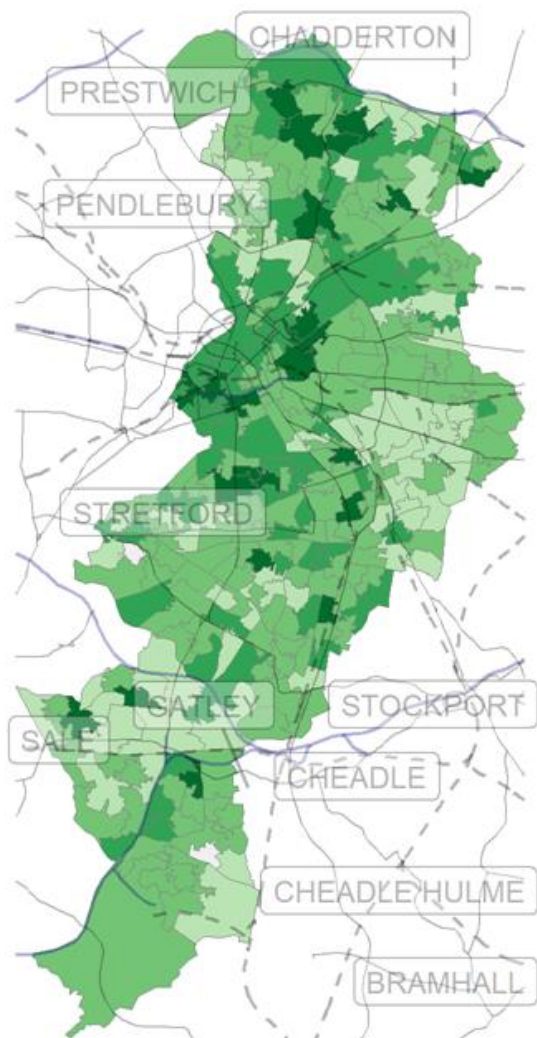 CHADDERTON
PRESTWICH
PENDLEBURY
STRETFORD
GATLEY
STOCKPORT
SALE
CHEADLE
CHEADLE HULME
BRAMHALL